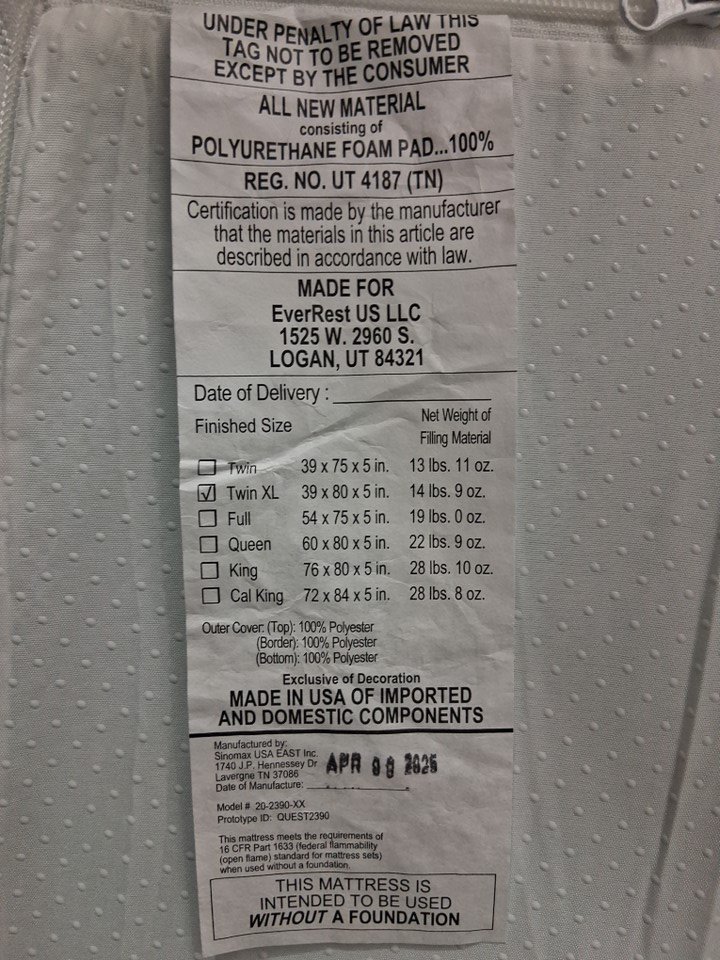 UNDER PENALTY OF LAW THIS
TAG NOT TO BE REMOVED
EXCEPT BY THE CONSUMER
ALL NEW MATERIAL
consisting of
POLYURETHANE FOAM PAD...100%
REG. NO. UT 4187 (TN)
Certification is made by the manufacturer
that the materials in this article are
described in accordance with law.
MADE FOR
EverRest US LLC
1525 W. 2960 S.
LOGAN, UT 84321
Date of Delivery :
Finished Size Net Weight of
Filling Material
Twin 39 x 75 x 5 in. 13 lbs. 11 oz.
Twin XL 39 x 80 x 5 in. 14 lbs. 9 oz.
Full 54 x 75 x 5 in. 19 lbs. 0 oz.
Queen 60 x 80 x 5 in. 22 lbs. 9 oz.
King 76 x 80 x 5 in. 28 lbs. 10 oz.
Cal King 72 x 84 x 5 in. 28 lbs. 8 oz.
Outer Cover: (Top): 100% Polyester
(Border): 100% Polyester
(Bottom): 100% Polyester
Exclusive of Decoration
MADE IN USA OF IMPORTED
AND DOMESTIC COMPONENTS
Manufactured by:
Sinomax USA EAST Inc.
1740 J.P. Hennessey Dr
Lavergne TN 37086
APR
Date of Manufacture:
Model # 20-2390-XX
Prototype ID: QUEST2390
This mattress meets the requirements of
16 CFR Part 1633 (federal flammability
(open flame) standard for mattress sets)
when used without a foundation.
THIS MATTRESS IS
INTENDED TO BE USED
WITHOUT A FOUNDATION